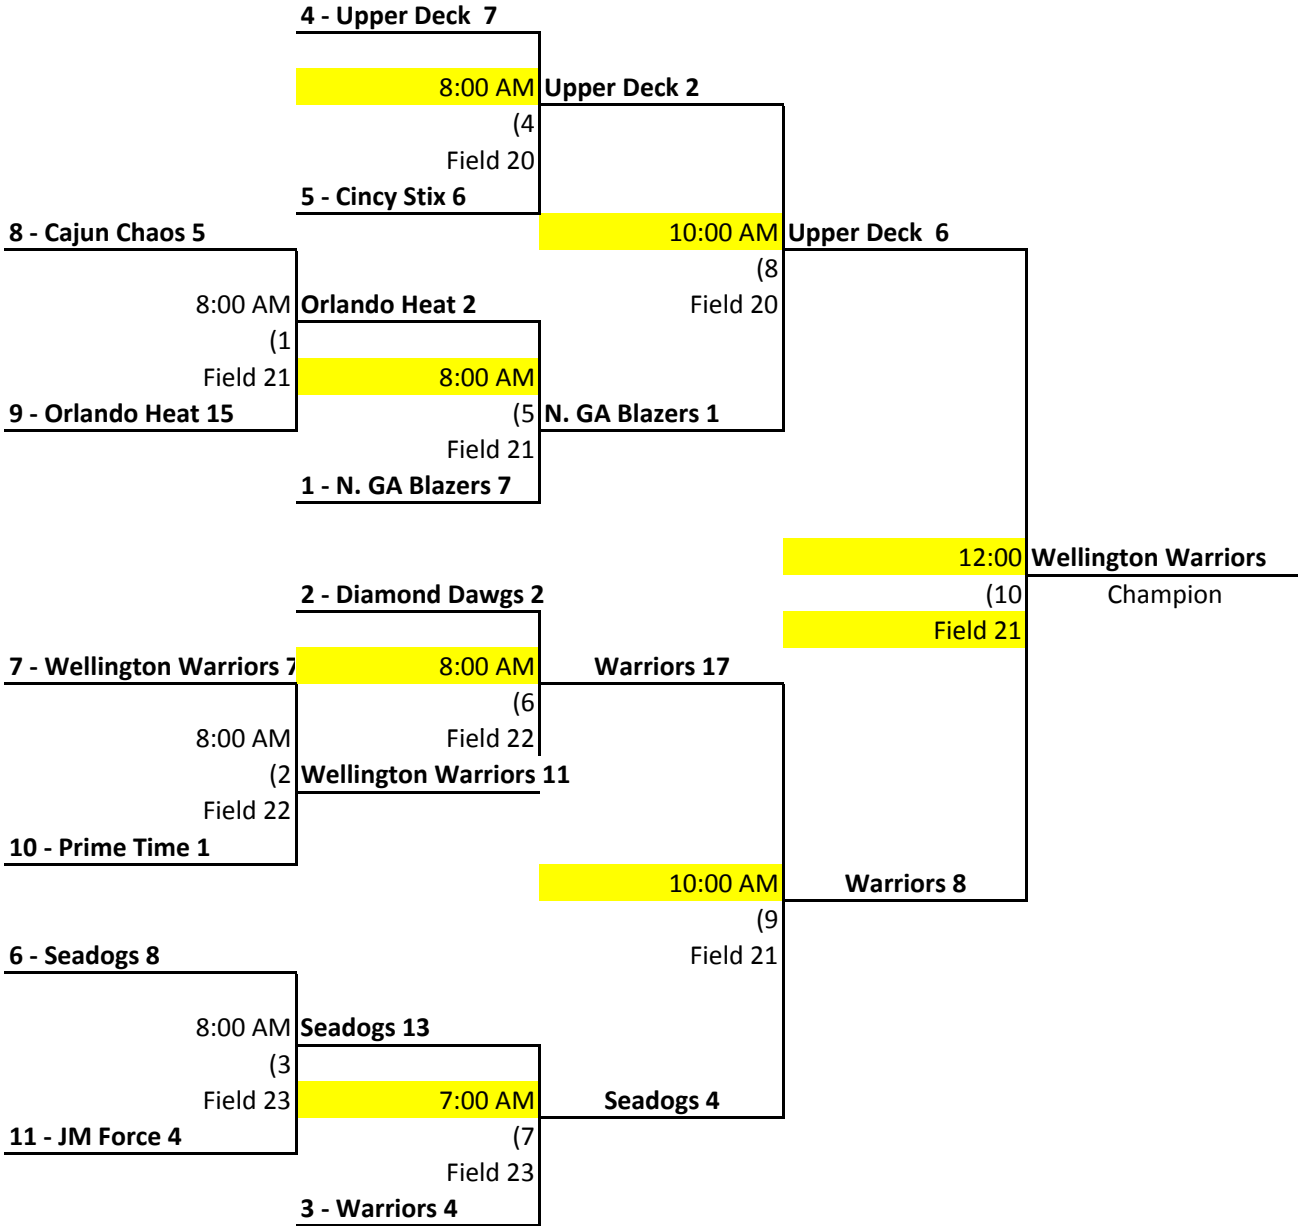 4 - Upper Deck  7
8:00 AM Upper Deck 2
(4
Field 20
5 - Cincy Stix 6
8 - Cajun Chaos 5 10:00 AM Upper Deck  6
(8
8:00 AM Orlando Heat 2 Field 20
(1
Field 21 8:00 AM
9 - Orlando Heat 15 (5 N. GA Blazers 1
Field 21
1 - N. GA Blazers 7
12:00 Wellington Warriors
2 - Diamond Dawgs 2 (10 Champion
Field 21
7 - Wellington Warriors 7 8:00 AM Warriors 17
(6
8:00 AM Field 22
(2 Wellington Warriors 11
Field 22
10 - Prime Time 1
10:00 AM Warriors 8
(9
6 - Seadogs 8 Field 21
8:00 AM Seadogs 13
(3
Field 23 7:00 AM Seadogs 4
11 - JM Force 4 (7
Field 23
3 - Warriors 4